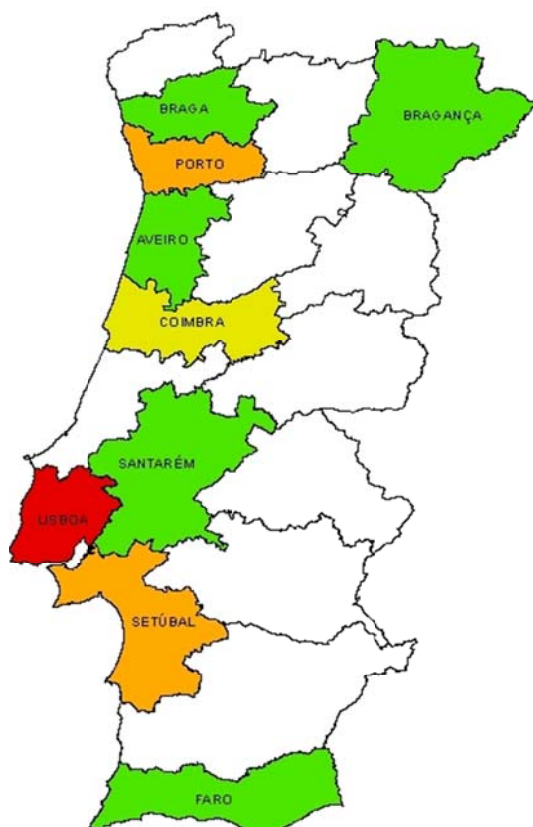 BRAGA
BRAGANÇA
PORTO
AVEIRO
COIMBRA
SANTARÉM
LISBOA
SETÚBAL
FARO